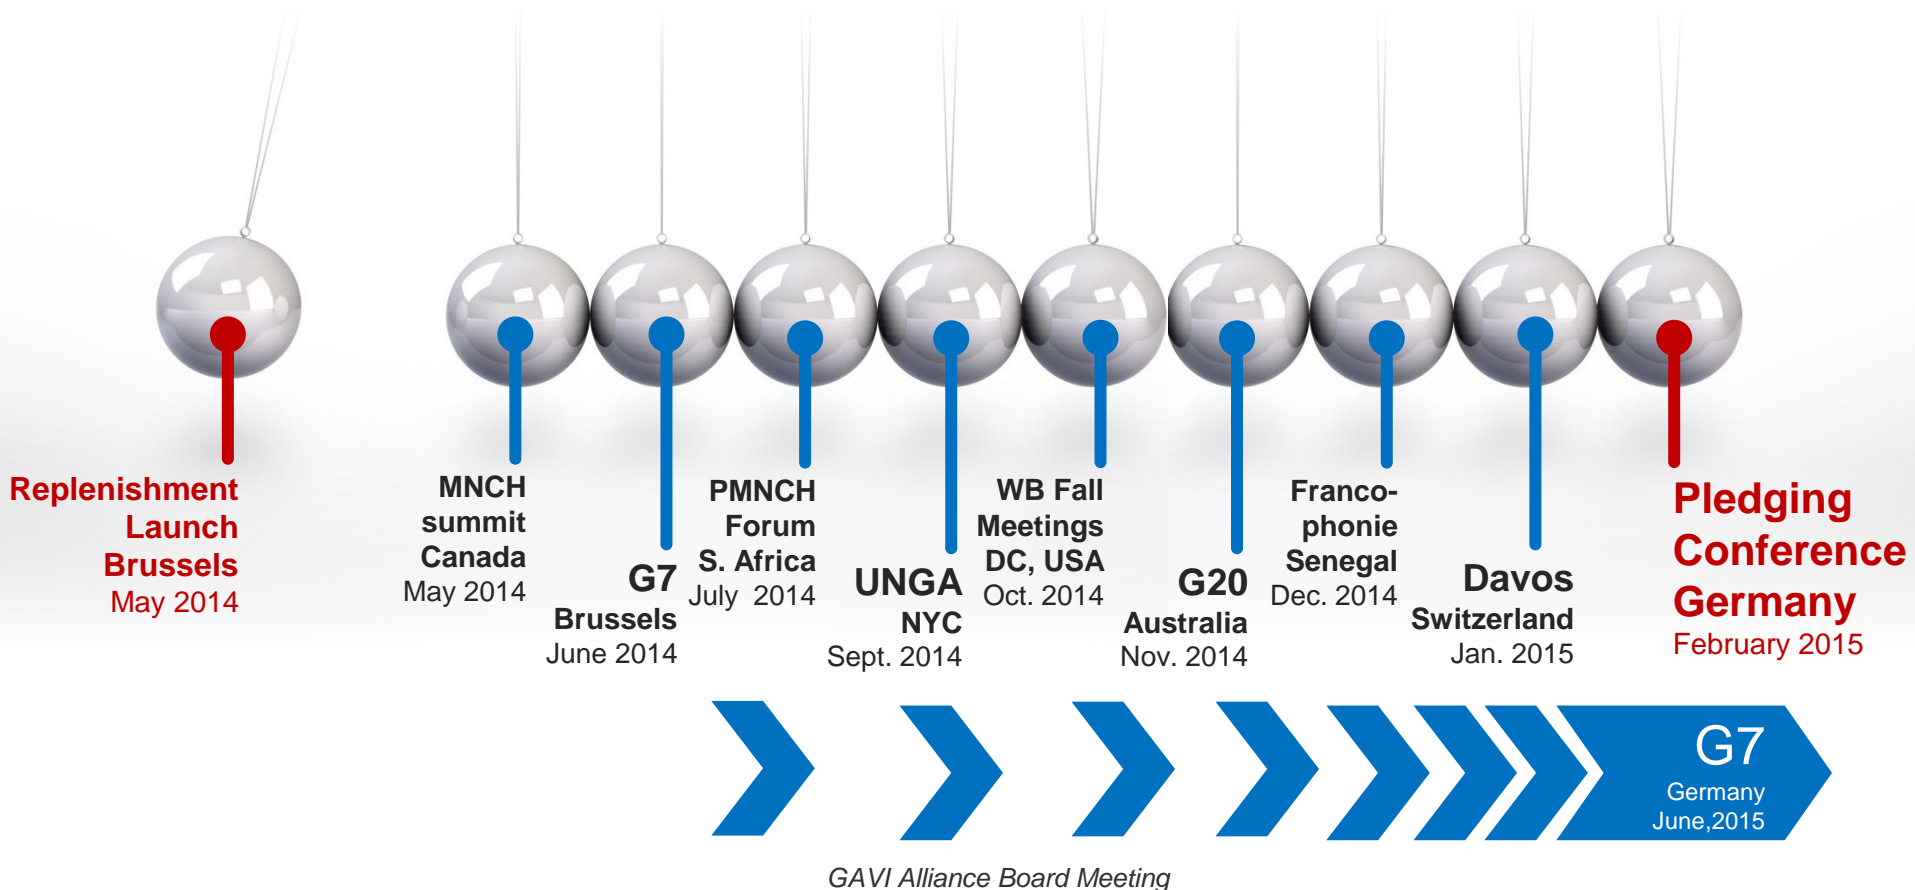 Replenishment
Launch
Brussels
May 2014
MNCH
summit
Canada
May 2014
G7
Brussels
June 2014
PMNCH
Forum
S. Africa
July 2014
UNGA
NYC
Sept. 2014
WB Fall
Meetings
DC, USA
Oct. 2014
G20
Australia
Nov. 2014
Franco-
phonie
Senegal
Dec. 2014
Davos
Switzerland
Jan. 2015
Pledging
Conference
Germany
February 2015
G7
Germany
June,2015
GAVI Alliance Board Meeting